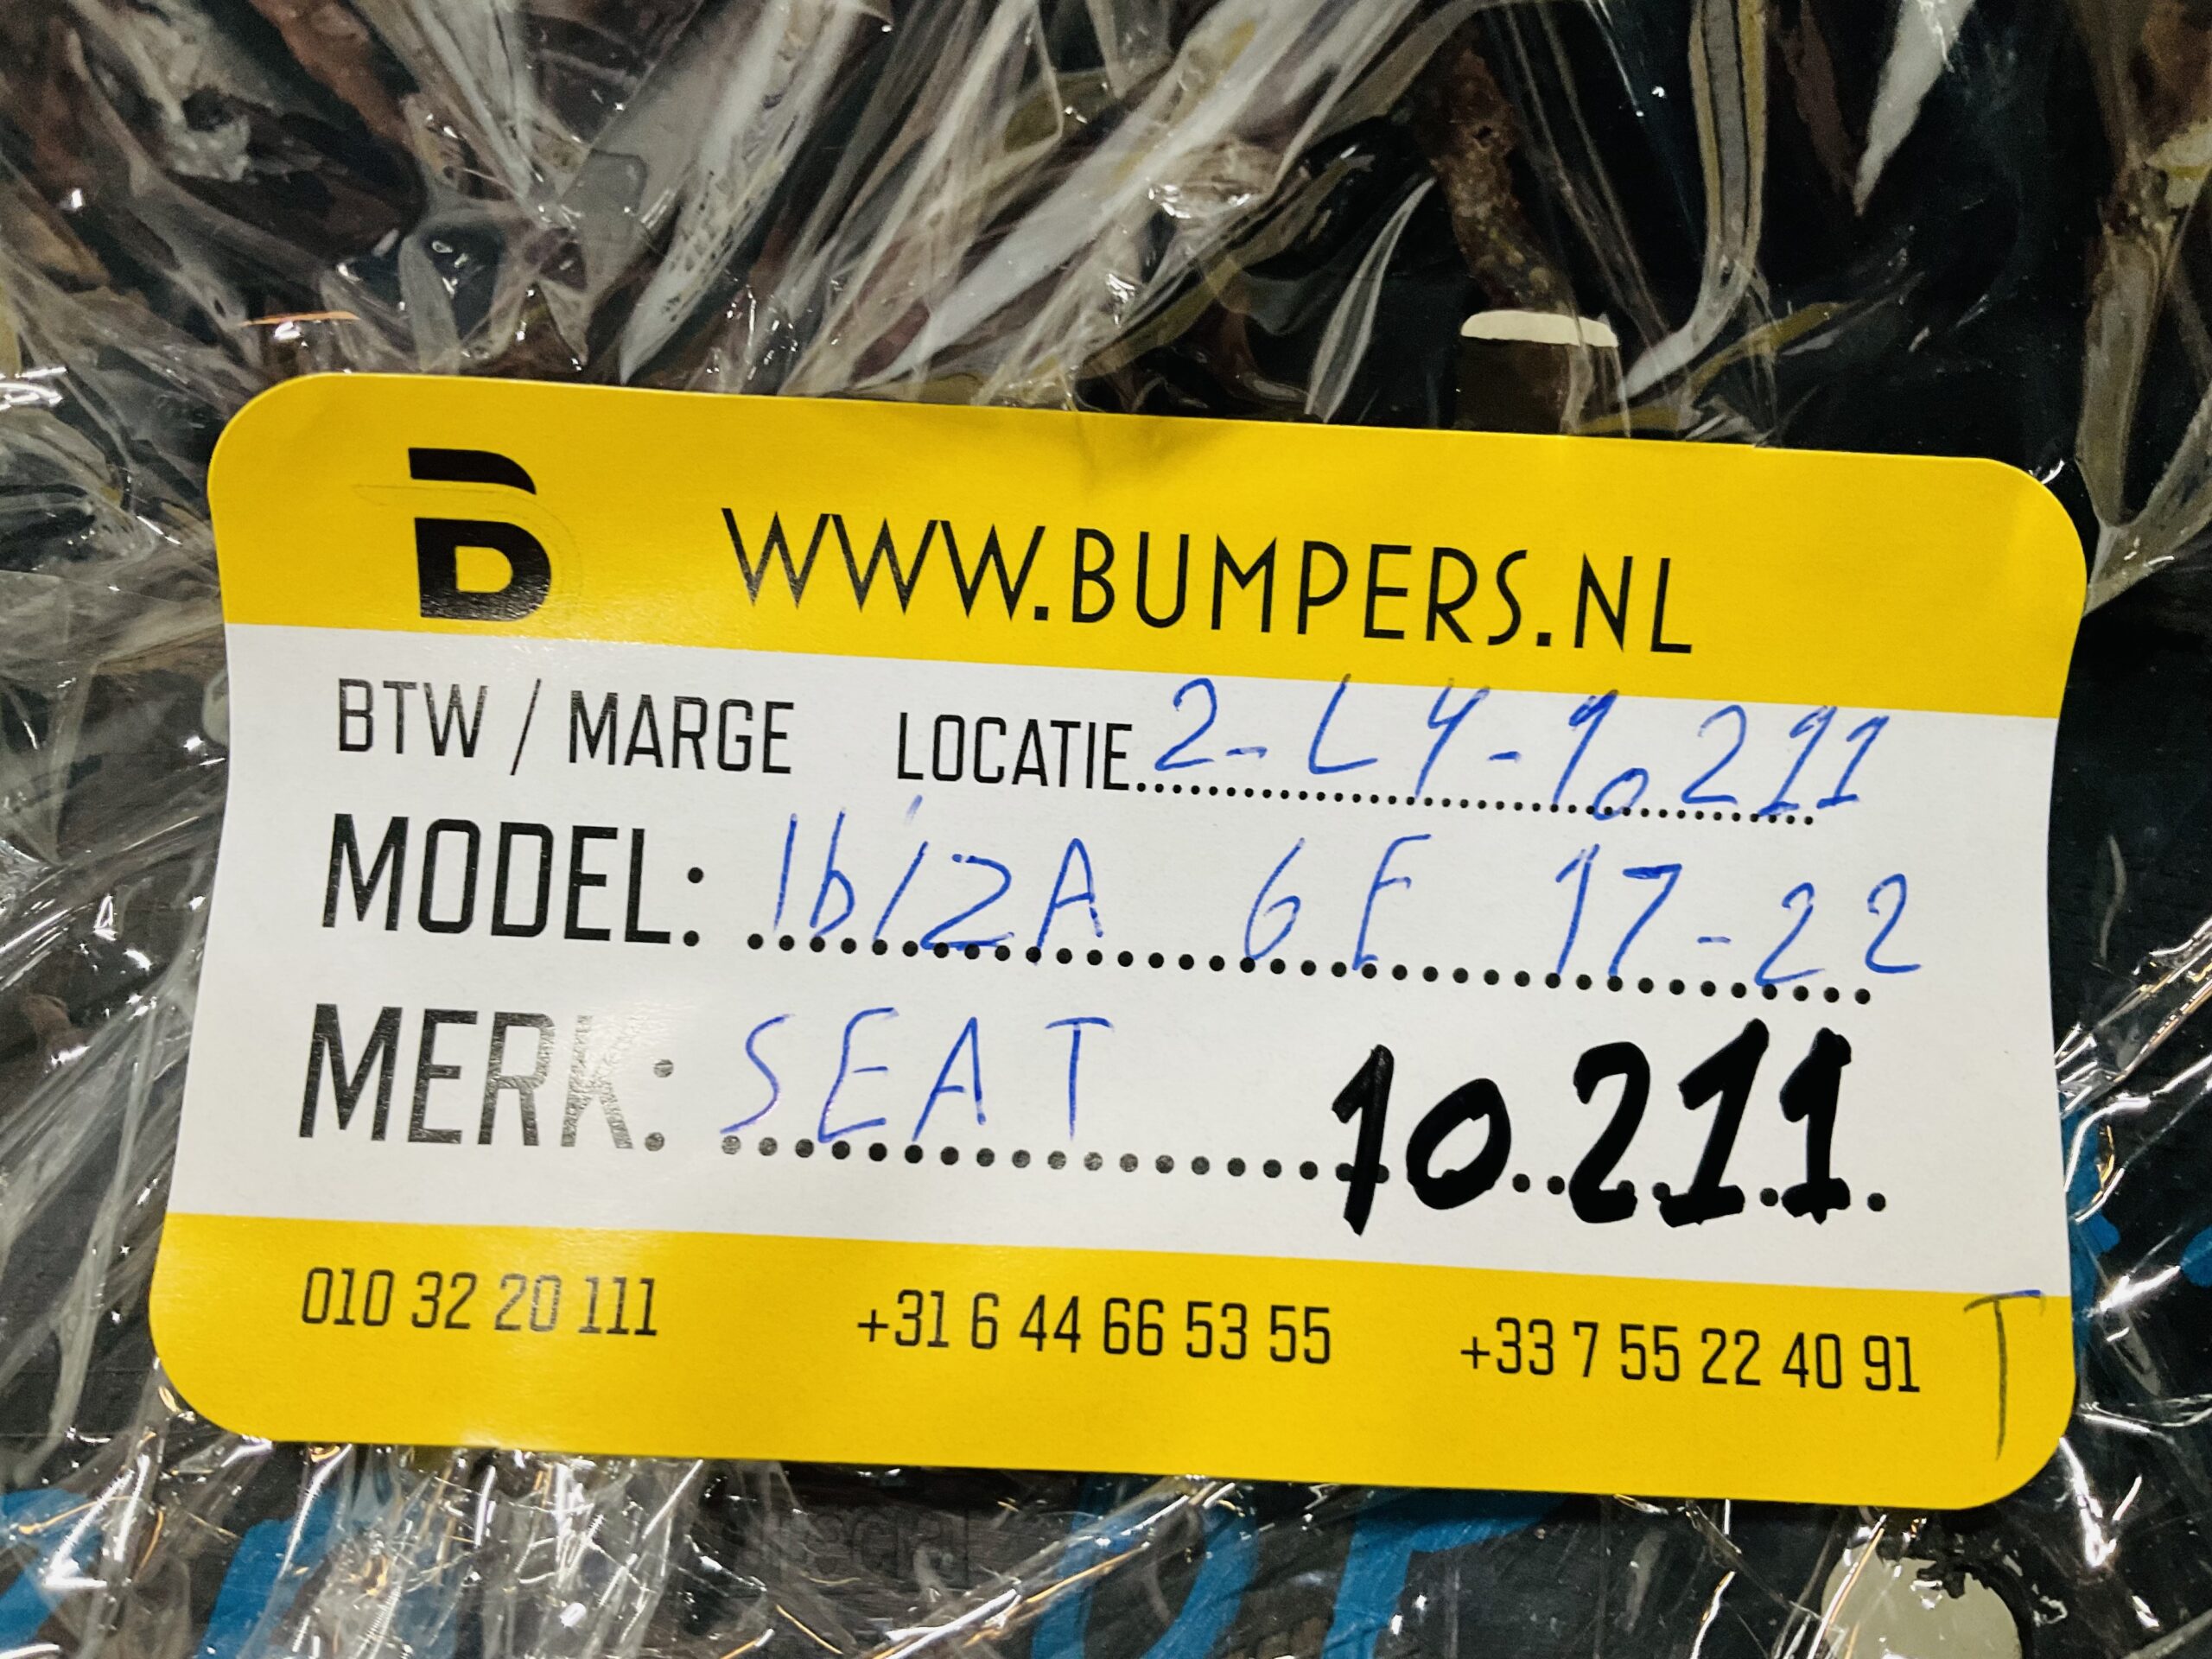 B WWW.BUMPERS.NL
BTW / MARGE LOCATIE 2-L4-10211
MODEL: IbiZA 6F 17-22
MERK: SEAT 10211
010 32 20 111 +31 6 44 66 53 55 +33 7 55 22 40 91 T